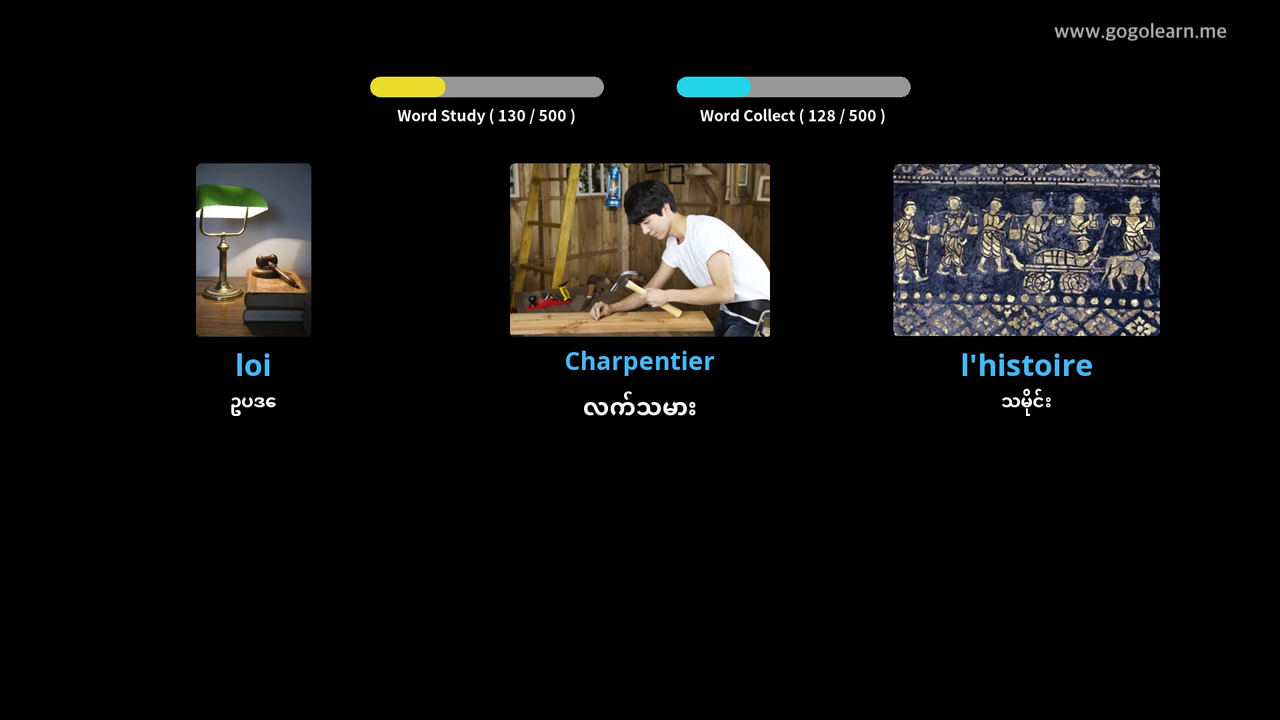 www.gogolearn.me
Word Study ( 130 / 500 )
Word Collect ( 128 / 500 )
loi
ဥပဒေ
Charpentier
လက်သမား
l'histoire
သမိုင်း